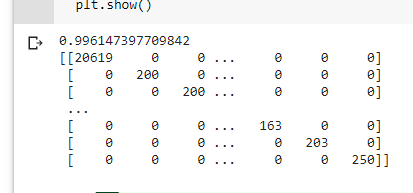 plt.show()
0.996147397709842
[[20619 0 0 ... 0 0 0]
[ 0 200 0 ... 0 0 0]
[ 0 0 200 ... 0 0 0]
...
[ 0 0 0 ... 163 0 0]
[ 0 0 0 ... 0 203 0]
[ 0 0 0 ... 0 0 250]]